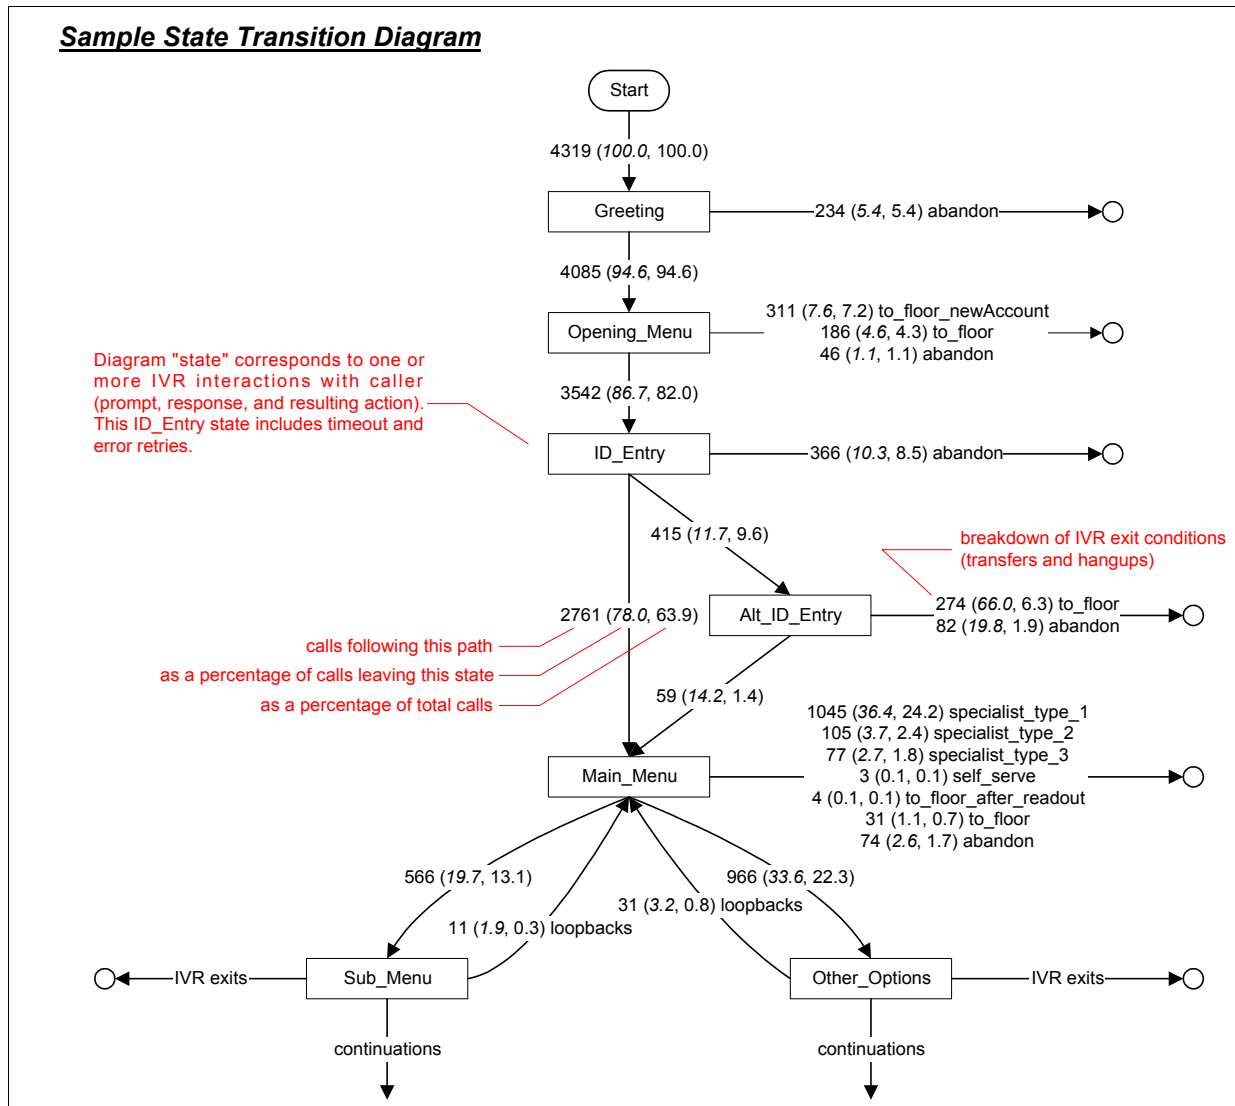 Sample State Transition Diagram
Start
4319 (100.0, 100.0)
Greeting
234 (5.4, 5.4) abandon
4085 (94.6, 94.6)
Opening_Menu
311 (7.6, 7.2) to_floor_newAccount
186 (4.6, 4.3) to_floor
46 (1.1, 1.1) abandon
Diagram "state" corresponds to one or
more IVR interactions with caller
(prompt, response, and resulting action).
This ID_Entry state includes timeout and
error retries.
3542 (86.7, 82.0)
ID_Entry
366 (10.3, 8.5) abandon
415 (11.7, 9.6)
breakdown of IVR exit conditions
(transfers and hangups)
2761 (78.0, 63.9)
Alt_ID_Entry
274 (66.0, 6.3) to_floor
82 (19.8, 1.9) abandon
calls following this path
as a percentage of calls leaving this state
as a percentage of total calls
59 (14.2, 1.4)
Main_Menu
1045 (36.4, 24.2) specialist_type_1
105 (3.7, 2.4) specialist_type_2
77 (2.7, 1.8) specialist_type_3
3 (0.1, 0.1) self_serve
4 (0.1, 0.1) to_floor_after_readout
31 (1.1, 0.7) to_floor
74 (2.6, 1.7) abandon
566 (19.7, 13.1)
966 (33.6, 22.3)
11 (1.9, 0.3) loopbacks
31 (3.2, 0.8) loopbacks
IVR exits
Sub_Menu
Other_Options
IVR exits
continuations
continuations